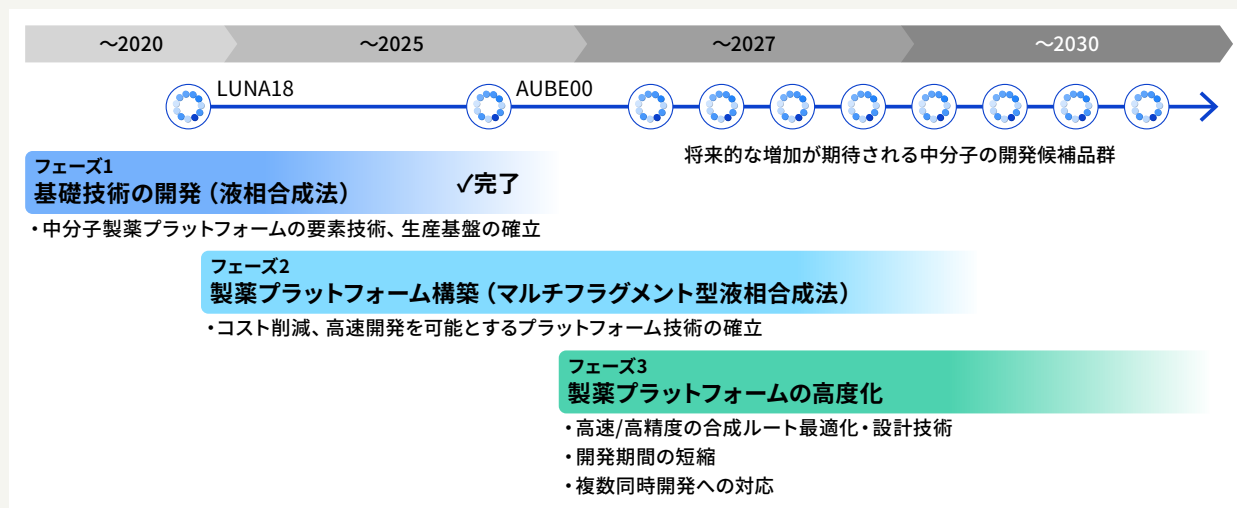 ～2020
～2025
～2027
～2030
LUNA18
AUBE00
将来的な増加が期待される中分子の開発候補品群
フェーズ1
基礎技術の開発（液相合成法）
✓完了
・中分子製薬プラットフォームの要素技術、生産基盤の確立
フェーズ2
製薬プラットフォーム構築（マルチフラグメント型液相合成法）
・コスト削減、高速開発を可能とするプラットフォーム技術の確立
フェーズ3
製薬プラットフォームの高度化
・高速/高精度の合成ルート最適化・設計技術
・開発期間の短縮
・複数同時開発への対応